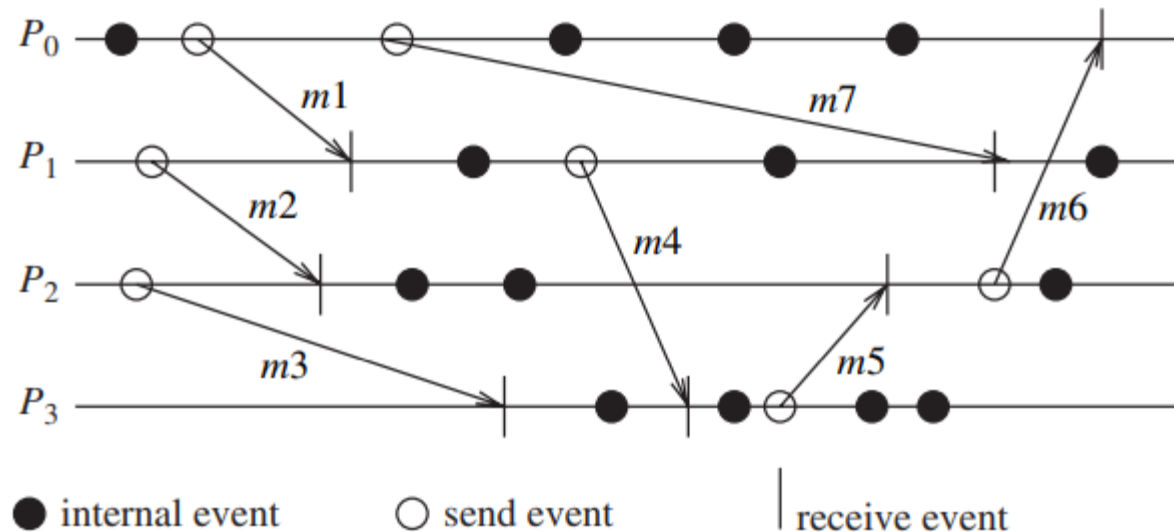 P0
m1
m7
P1
m2
m4
m6
P2
m3
m5
P3
internal event
send event
receive event